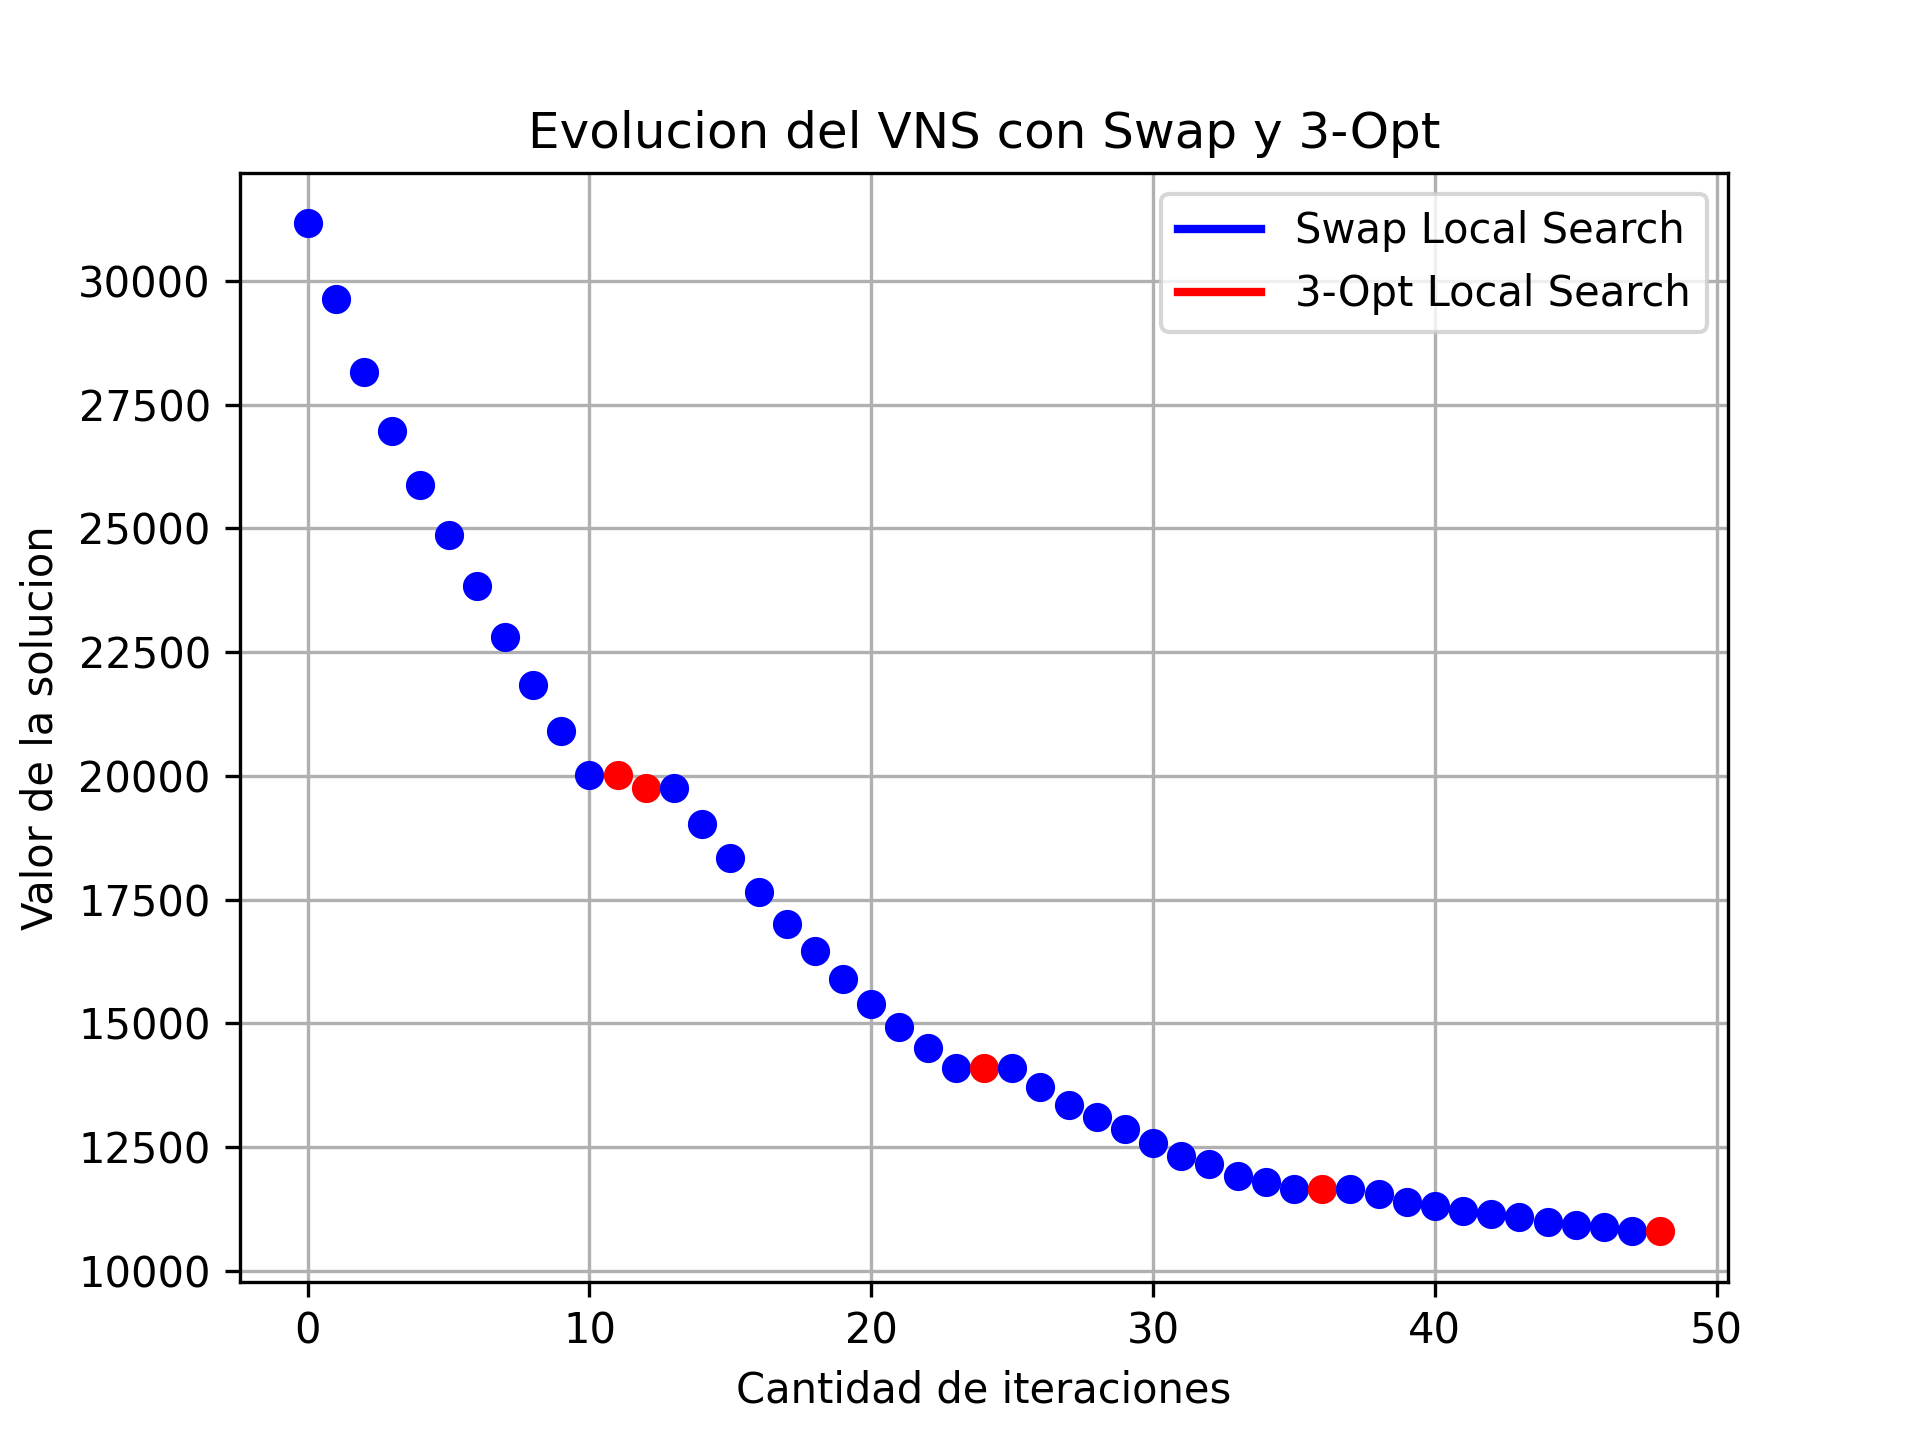 Evolucion del VNS con Swap y 3-Opt
Swap Local Search
3-Opt Local Search
Valor de la solucion
30000
27500
25000
22500
20000
17500
15000
12500
10000
0 10 20 30 40 50
Cantidad de iteraciones